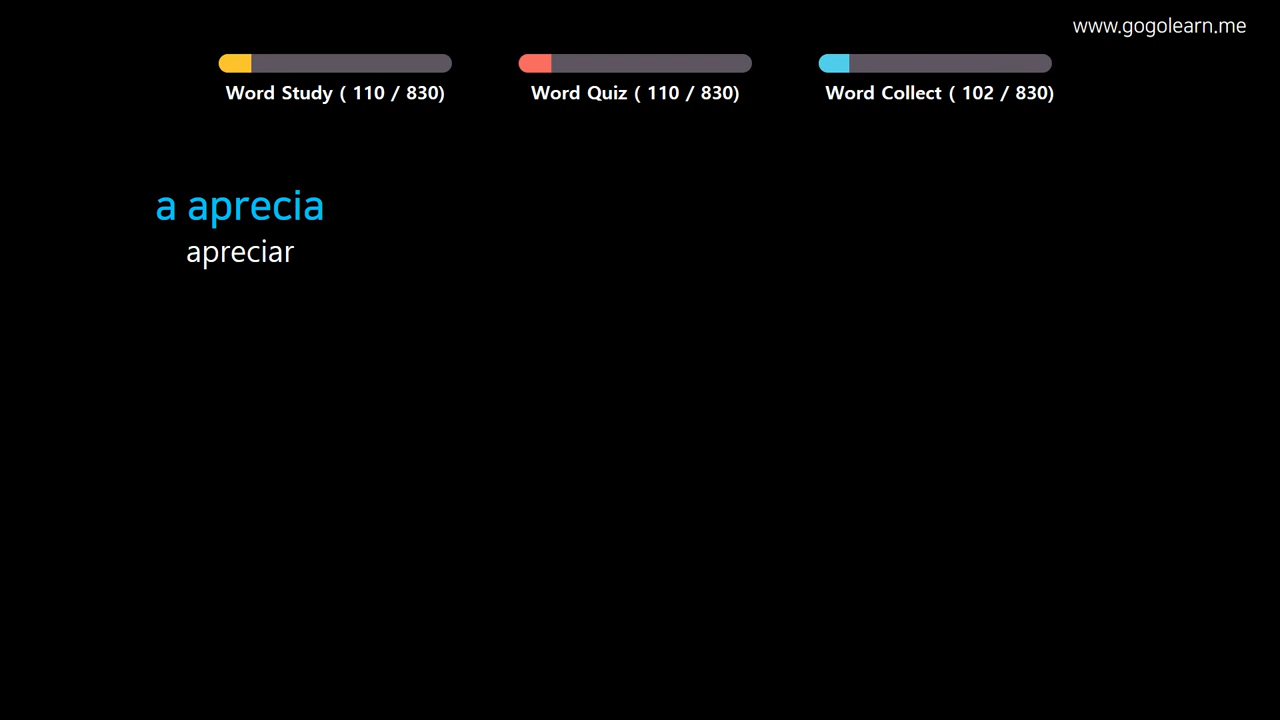 www.gogolearn.me
Word Study ( 110 / 830)
Word Quiz ( 110 / 830)
Word Collect ( 102 / 830)
a aprecia
apreciar